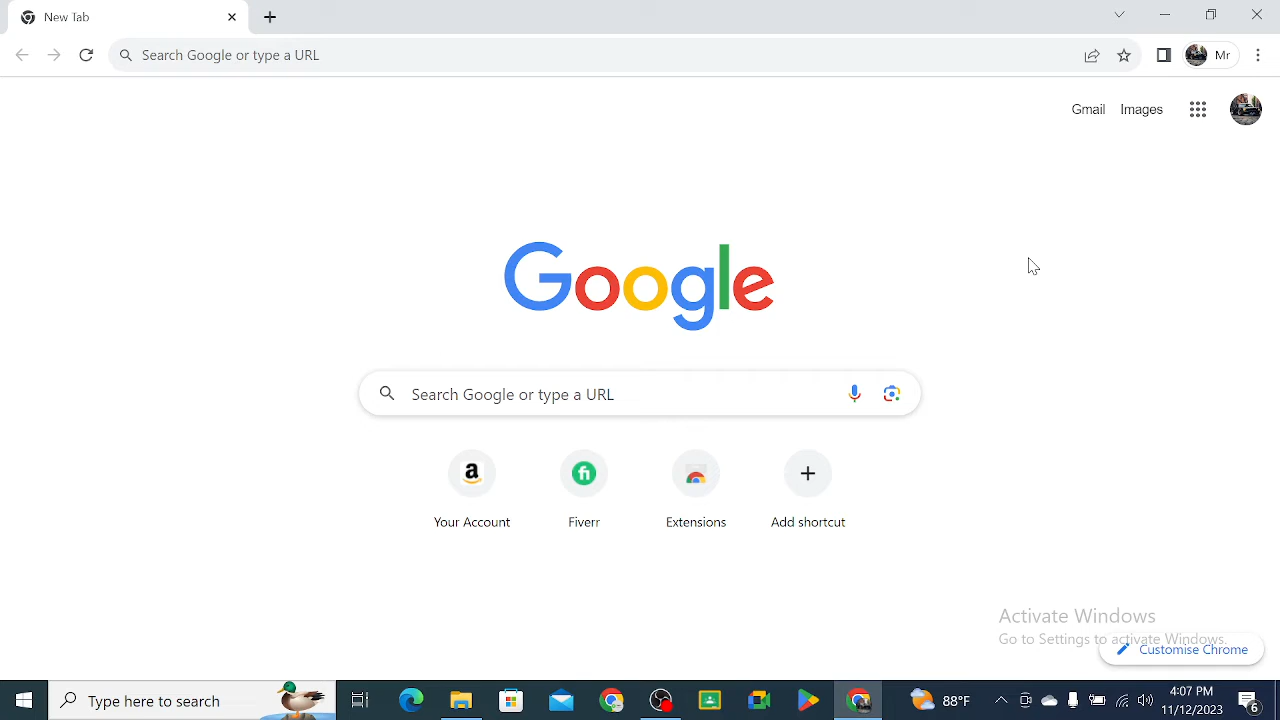 New Tab
Search Google or type a URL
Mr
Gmail Images
Google
Search Google or type a URL
a
fi
Your Account Fiverr Extensions Add shortcut
Activate Windows
Go to Settings to activate Windows.
Customise Chrome
Type here to search
88°F
4:07 PM
11/12/2023
6